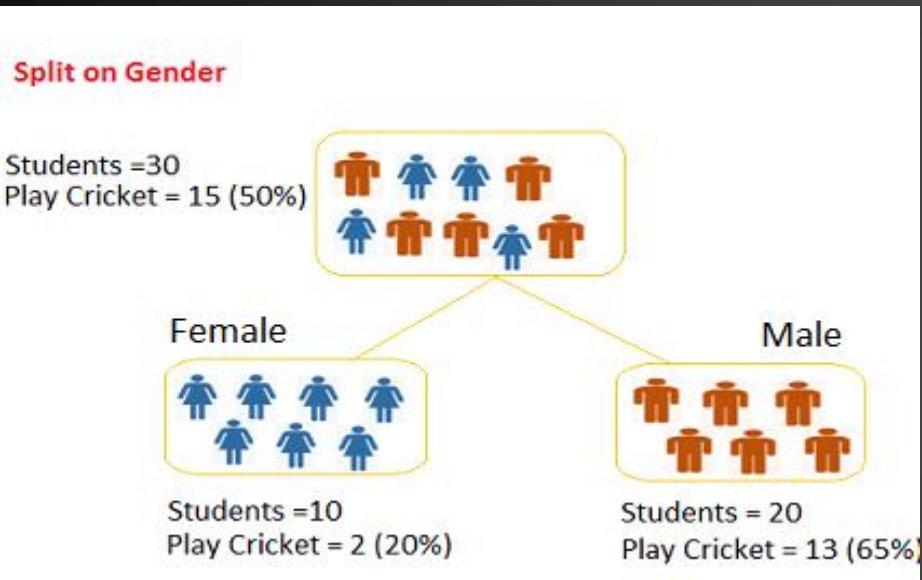 Split on Gender
Students =30
Play Cricket = 15 (50%)
Female
Male
Students =10
Play Cricket = 2 (20%)
Students = 20
Play Cricket = 13 (65%)